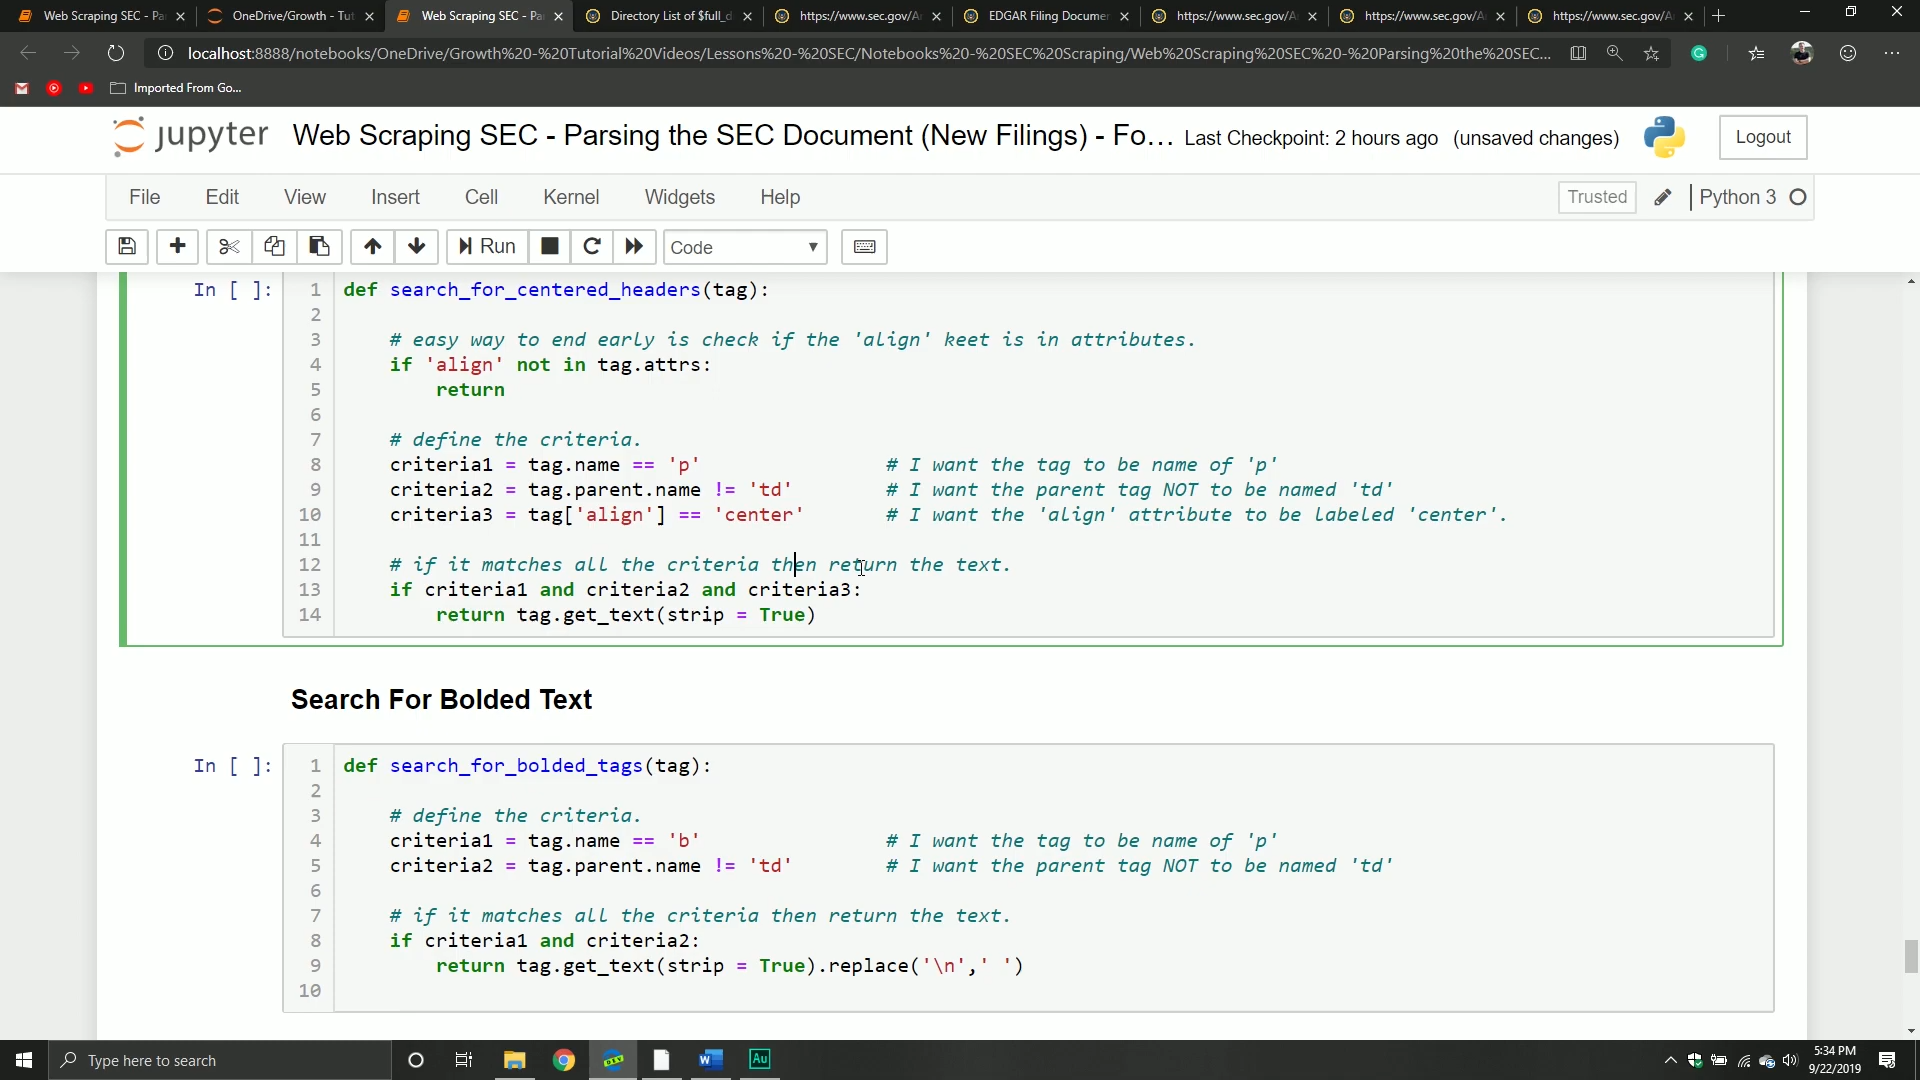 Web Scraping SEC - Pa
OneDrive/Growth - Tut
Web Scraping SEC - Pa
Directory List of $full_d
https://www.sec.gov/A
EDGAR Filing Docume
https://www.sec.gov/A
https://www.sec.gov/A
https://www.sec.gov/A
localhost:8888/notebooks/OneDrive/Growth%20-%20Tutorial%20Videos/Lessons%20-%20SEC/Notebooks%20-%20SEC%20Scraping/Web%20Scraping%20SEC%20-%20Parsing%20the%20SEC...
Imported From Go...
jupyter Web Scraping SEC - Parsing the SEC Document (New Filings) - Fo... Last Checkpoint: 2 hours ago (unsaved changes) Logout
File Edit View Insert Cell Kernel Widgets Help Trusted Python 3
Run Code
In [ ]:
1 def search_for_centered_headers(tag):
2
3 # easy way to end early is check if the 'align' keet is in attributes.
4 if 'align' not in tag.attrs:
5 return
6
7 # define the criteria.
8 criteria1 = tag.name == 'p' # I want the tag to be name of 'p'
9 criteria2 = tag.parent.name != 'td' # I want the parent tag NOT to be named 'td'
10 criteria3 = tag['align'] == 'center' # I want the 'align' attribute to be labeled 'center'.
11
12 # if it matches all the criteria then return the text.
13 if criteria1 and criteria2 and criteria3:
14 return tag.get_text(strip = True)
Search For Bolded Text
In [ ]:
1 def search_for_bolded_tags(tag):
2
3 # define the criteria.
4 criteria1 = tag.name == 'b' # I want the tag to be name of 'p'
5 criteria2 = tag.parent.name != 'td' # I want the parent tag NOT to be named 'td'
6
7 # if it matches all the criteria then return the text.
8 if criteria1 and criteria2:
9 return tag.get_text(strip = True).replace('\n',' ')
10
Type here to search
DEV
Au
5:34 PM
9/22/2019